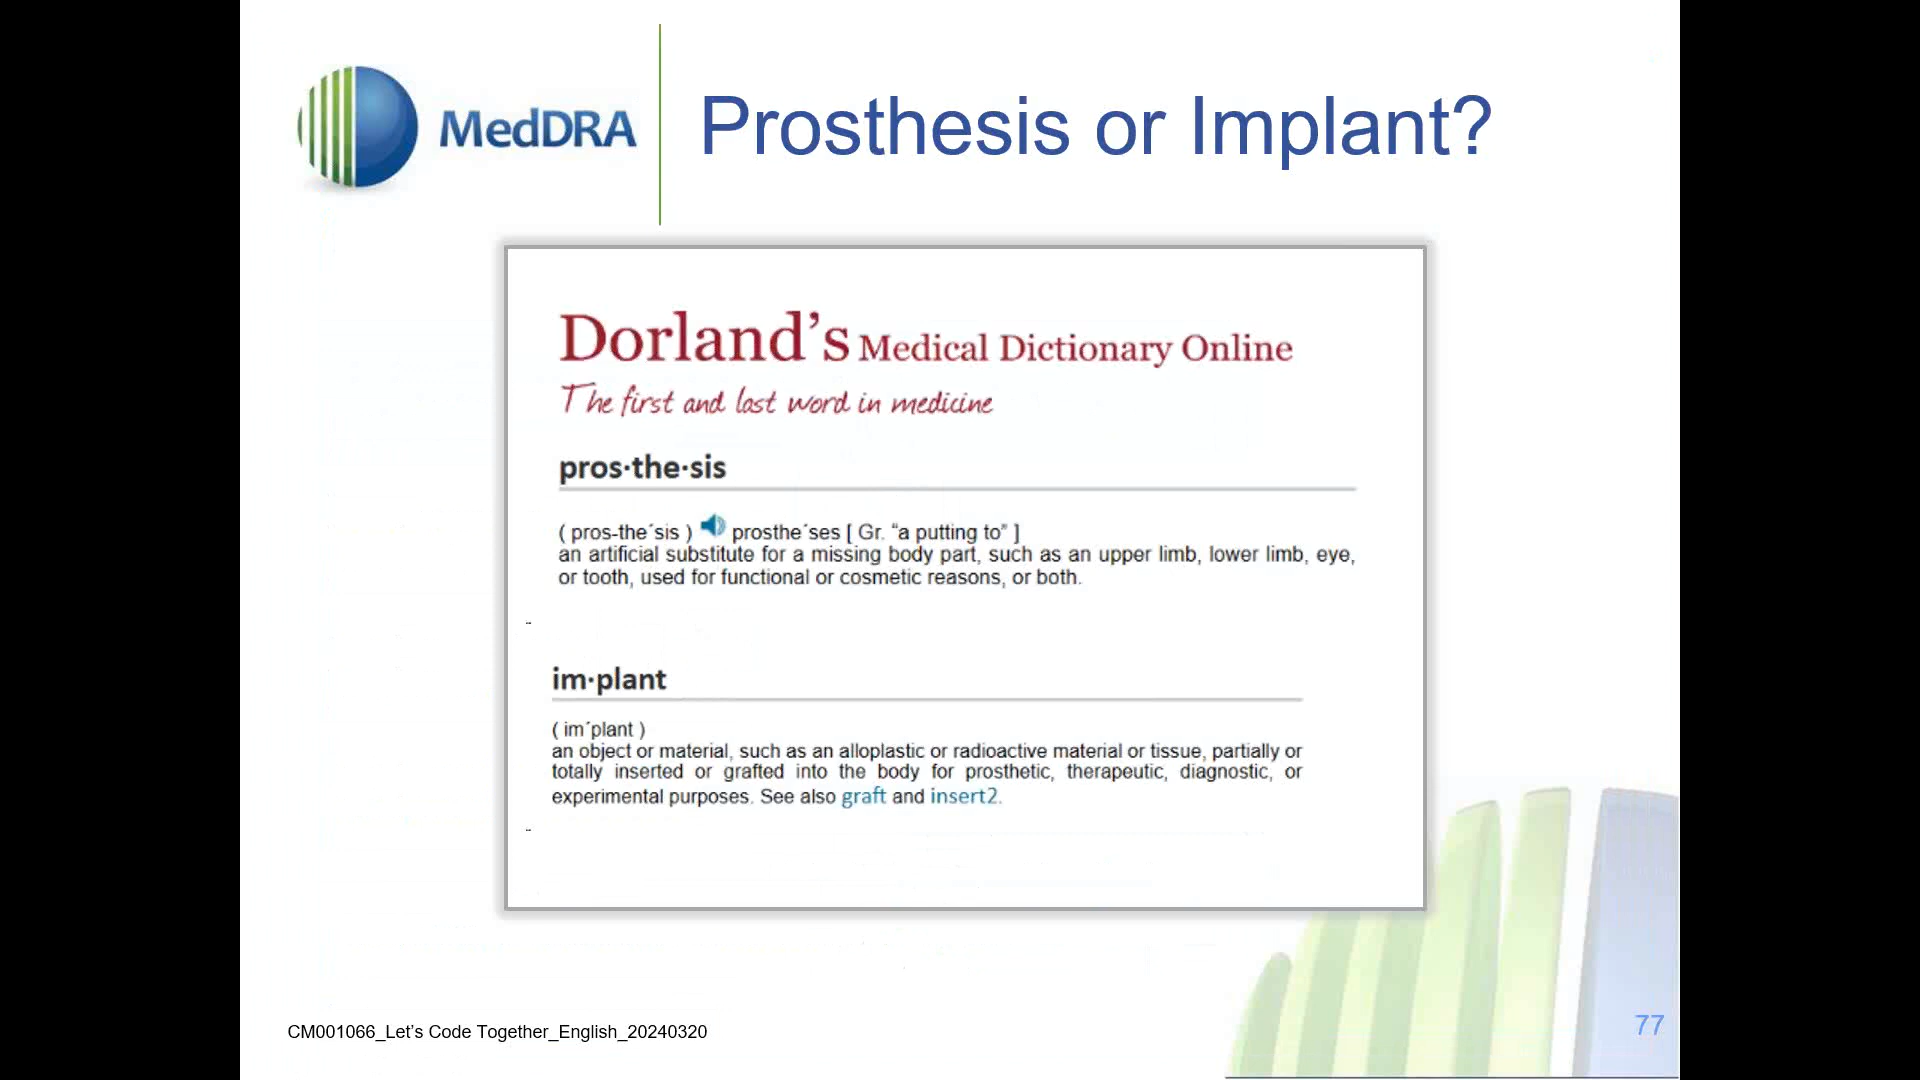 MedDRA
Prosthesis or Implant?
Dorland’s Medical Dictionary Online
The first and last word in medicine
pros·the·sis
( pros-the´sis ) prosthe´ses [ Gr. “a putting to” ]
an artificial substitute for a missing body part, such as an upper limb, lower limb, eye,
or tooth, used for functional or cosmetic reasons, or both.
im·plant
( im´plant )
an object or material, such as an alloplastic or radioactive material or tissue, partially or
totally inserted or grafted into the body for prosthetic, therapeutic, diagnostic, or
experimental purposes. See also graft and insert2.
CM001066_Let’s Code Together_English_20240320
77